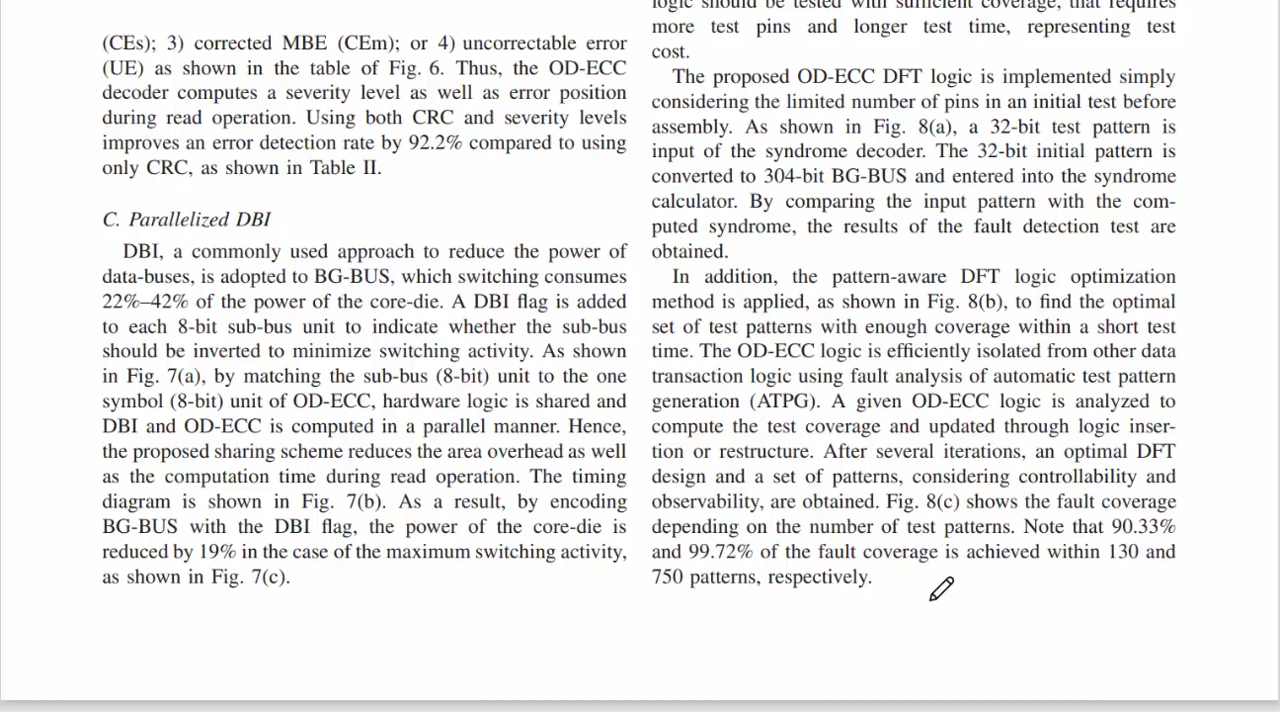 (CEs); 3) corrected MBE (CEm); or 4) uncorrectable error
(UE) as shown in the table of Fig. 6. Thus, the OD-ECC
decoder computes a severity level as well as error position
during read operation. Using both CRC and severity levels
improves an error detection rate by 92.2% compared to using
only CRC, as shown in Table II.
C. Parallelized DBI
DBI, a commonly used approach to reduce the power of
data-buses, is adopted to BG-BUS, which switching consumes
22%–42% of the power of the core-die. A DBI flag is added
to each 8-bit sub-bus unit to indicate whether the sub-bus
should be inverted to minimize switching activity. As shown
in Fig. 7(a), by matching the sub-bus (8-bit) unit to the one
symbol (8-bit) unit of OD-ECC, hardware logic is shared and
DBI and OD-ECC is computed in a parallel manner. Hence,
the proposed sharing scheme reduces the area overhead as well
as the computation time during read operation. The timing
diagram is shown in Fig. 7(b). As a result, by encoding
BG-BUS with the DBI flag, the power of the core-die is
reduced by 19% in the case of the maximum switching activity,
as shown in Fig. 7(c).
logic should be tested with sufficient coverage, that requires
more test pins and longer test time, representing test
cost.
The proposed OD-ECC DFT logic is implemented simply
considering the limited number of pins in an initial test before
assembly. As shown in Fig. 8(a), a 32-bit test pattern is
input of the syndrome decoder. The 32-bit initial pattern is
converted to 304-bit BG-BUS and entered into the syndrome
calculator. By comparing the input pattern with the com-
puted syndrome, the results of the fault detection test are
obtained.
In addition, the pattern-aware DFT logic optimization
method is applied, as shown in Fig. 8(b), to find the optimal
set of test patterns with enough coverage within a short test
time. The OD-ECC logic is efficiently isolated from other data
transaction logic using fault analysis of automatic test pattern
generation (ATPG). A given OD-ECC logic is analyzed to
compute the test coverage and updated through logic inser-
tion or restructure. After several iterations, an optimal DFT
design and a set of patterns, considering controllability and
observability, are obtained. Fig. 8(c) shows the fault coverage
depending on the number of test patterns. Note that 90.33%
and 99.72% of the fault coverage is achieved within 130 and
750 patterns, respectively.